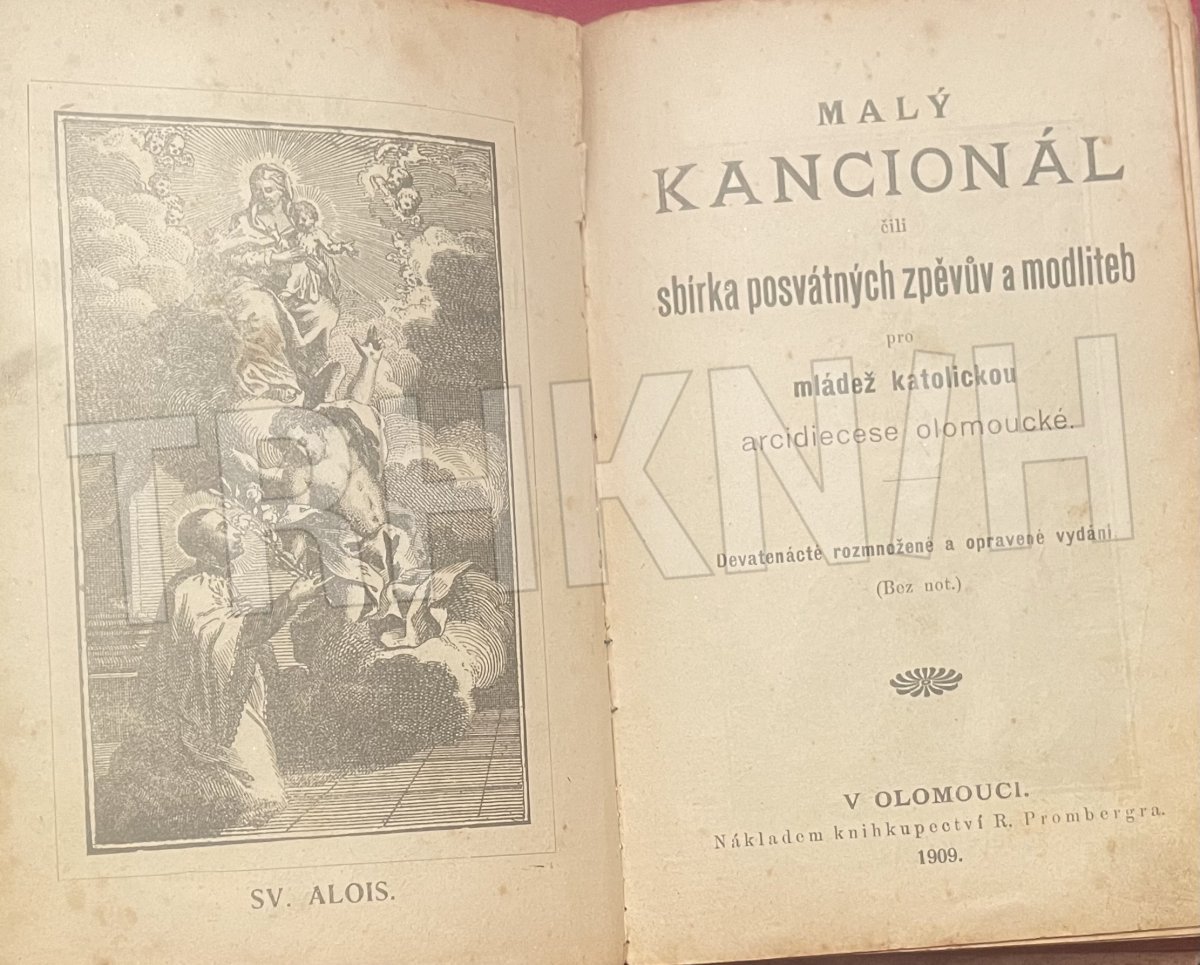 SV. ALOIS.
MALÝ
KANCIONÁL
čili
sbírka posvátných zpěvův a modliteb
pro
mládež katolickou
arcidiecese olomoucké.
Devatenácté rozmnožené a opravené vydání.
(Bez not.)
V OLOMOUCI.
Nákladem knihkupectví R. Prombergra.
1909.
TRHKNIH